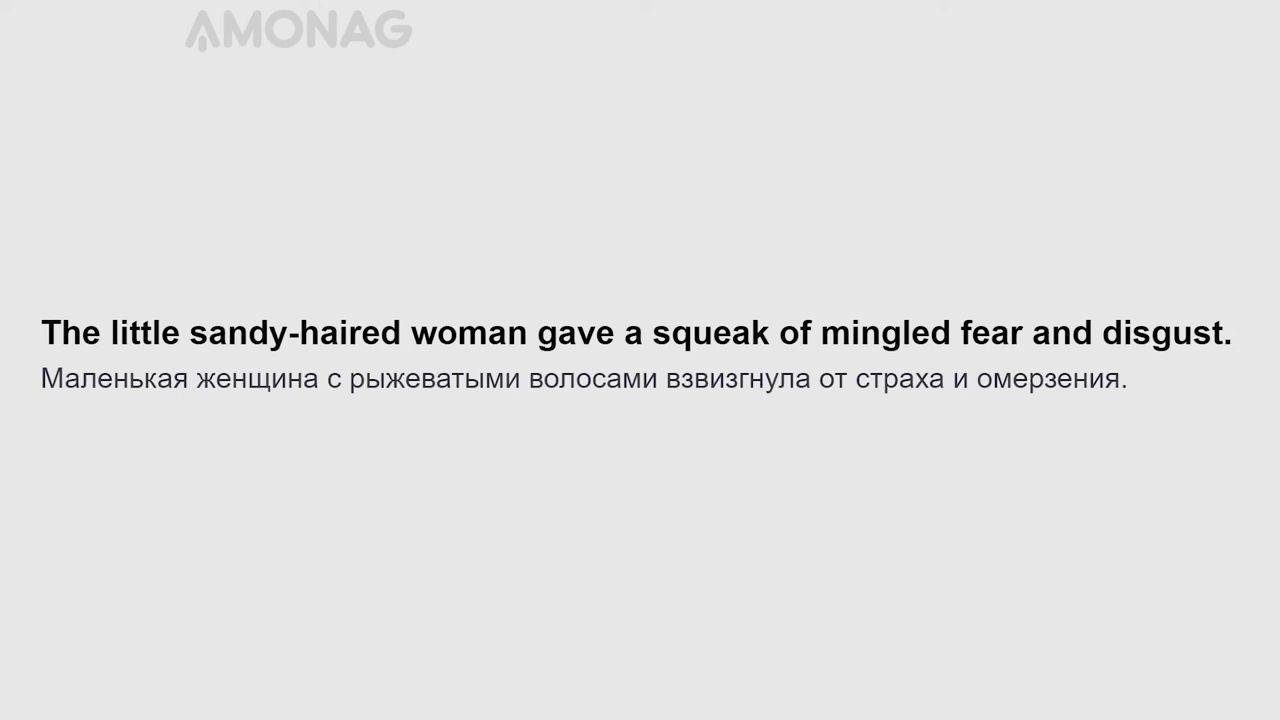 AMONAG
The little sandy-haired woman gave a squeak of mingled fear and disgust.
Маленькая женщина с рыжеватыми волосами взвизгнула от страха и омерзения.